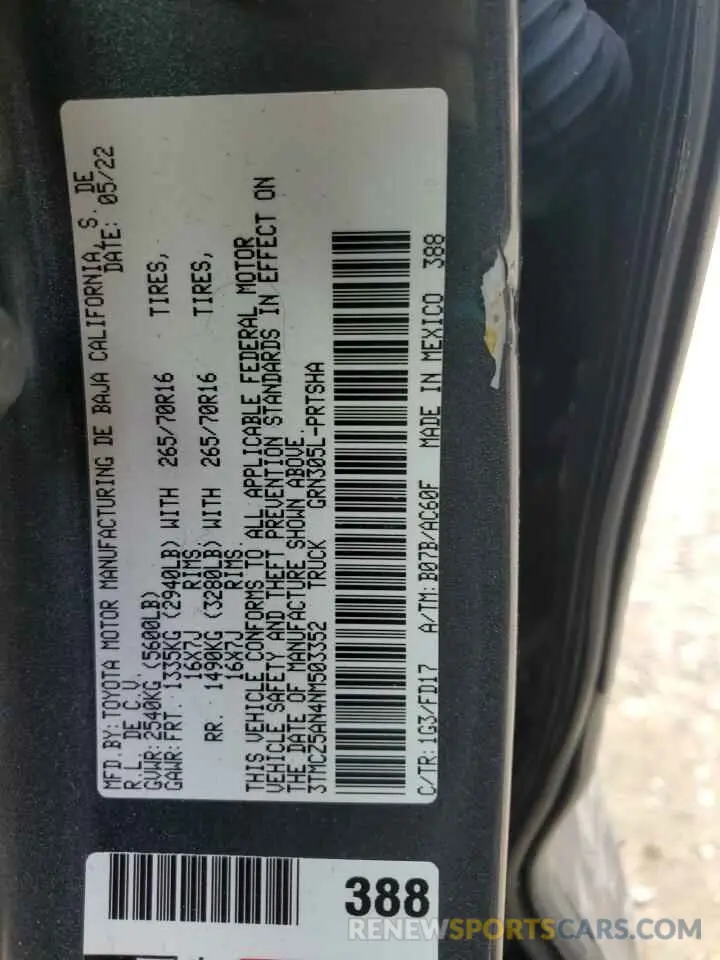 MFD.BY:TOYOTA MOTOR MANUFACTURING DE BAJA CALIFORNIA, S. DE
R.L. DE C.V. DATE: 05/22
GVWR:2540KG (5600LB)
GAWR:FRT. 1335KG (2940LB) WITH 265/70R16 TIRES,
16X7J RIMS
RR. 1490KG (3280LB) WITH 265/70R16 TIRES,
16X7J RIMS.
THIS VEHICLE CONFORMS TO ALL APPLICABLE FEDERAL MOTOR
VEHICLE SAFETY AND THEFT PREVENTION STANDARDS IN EFFECT ON
THE DATE OF MANUFACTURE SHOWN ABOVE.
3TMCZ5AN4NM503352 TRUCK GRN305L-PRTSHA
C/TR:1G3/FD17 A/TM:B07B/AC60F MADE IN MEXICO 388
388
RENEWSPORTSCARS.COM